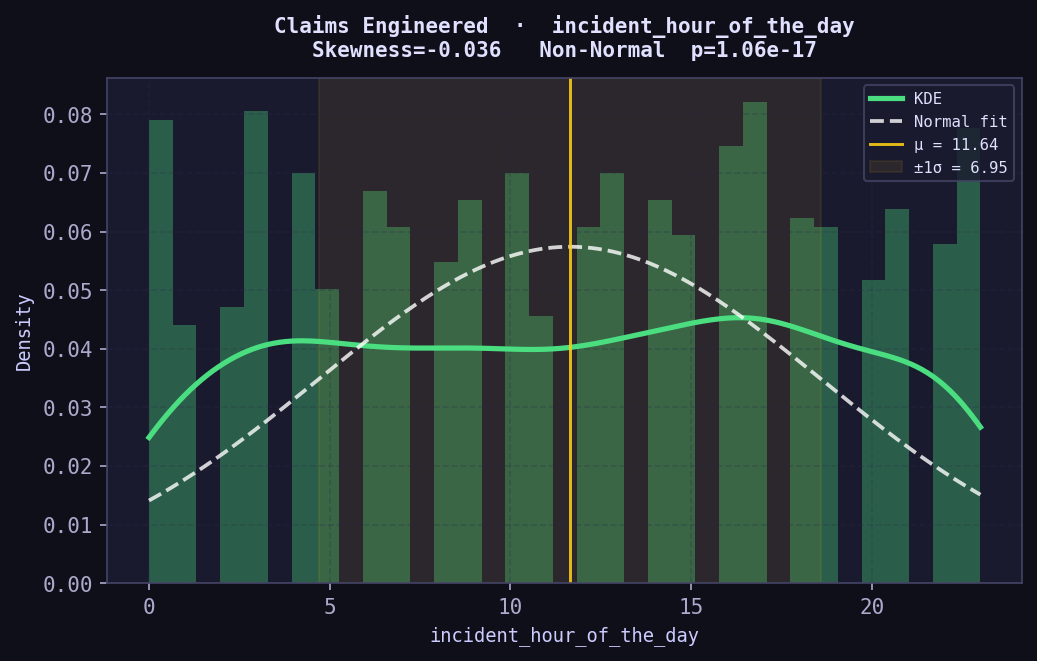 Claims Engineered · incident_hour_of_the_day
Skewness=-0.036 Non-Normal p=1.06e-17
KDE
Normal fit
μ = 11.64
±1σ = 6.95
0.08
0.07
0.06
0.05
0.04
0.03
0.02
0.01
0.00
Density
0 5 10 15 20
incident_hour_of_the_day